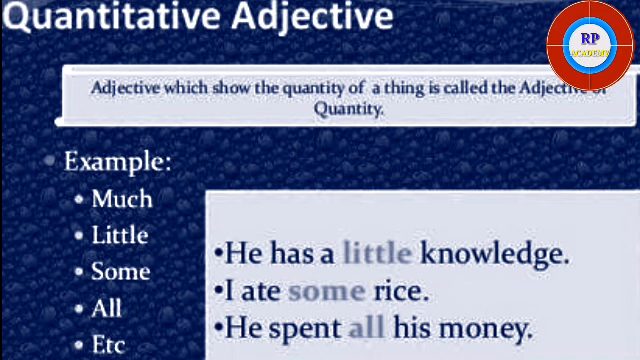 Quantitative Adjective
RP
ACADEMY
Adjective which show the quantity of a thing is called the Adjective of
Quantity.
Example:
• Much
• Little
• Some
• All
• Etc
•He has a little knowledge.
•I ate some rice.
•He spent all his money.